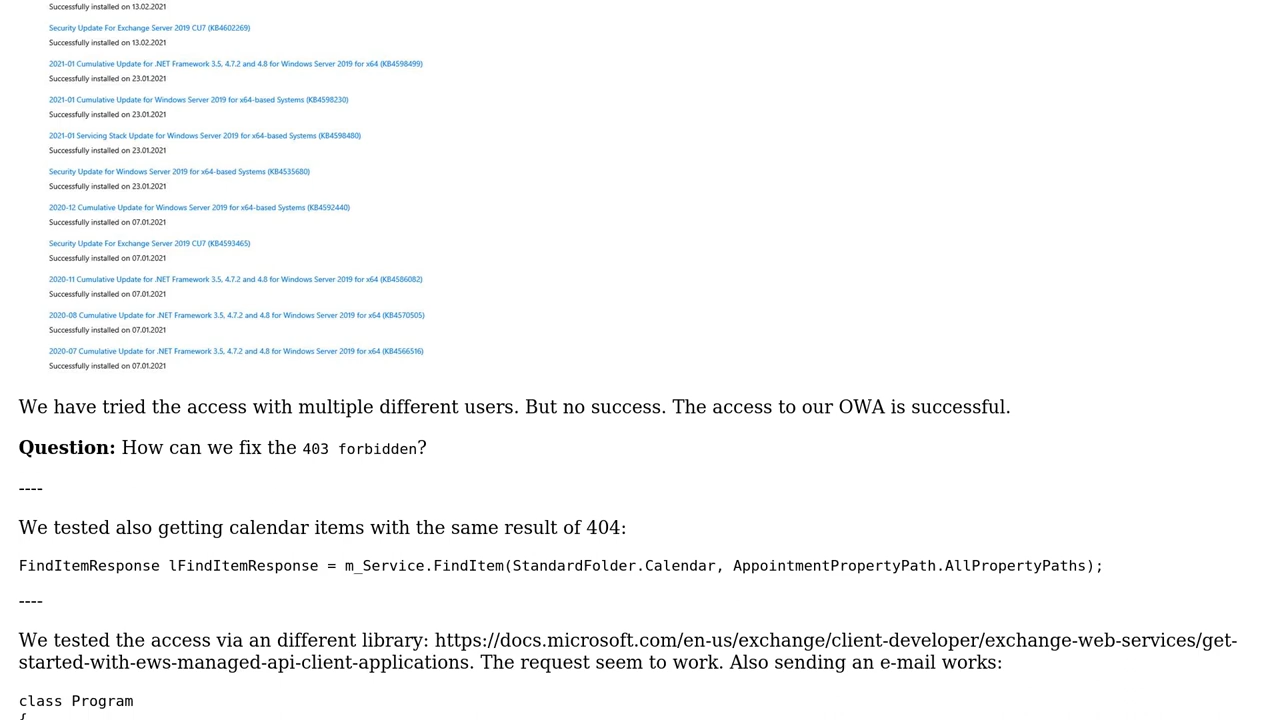 Successfully installed on 13.02.2021
Security Update For Exchange Server 2019 CU7 (KB4602269)
Successfully installed on 13.02.2021
2021-01 Cumulative Update for .NET Framework 3.5, 4.7.2 and 4.8 for Windows Server 2019 for x64 (KB4598499)
Successfully installed on 23.01.2021
2021-01 Cumulative Update for Windows Server 2019 for x64-based Systems (KB4598230)
Successfully installed on 23.01.2021
2021-01 Servicing Stack Update for Windows Server 2019 for x64-based Systems (KB4598480)
Successfully installed on 23.01.2021
Security Update for Windows Server 2019 for x64-based Systems (KB4535680)
Successfully installed on 23.01.2021
2020-12 Cumulative Update for Windows Server 2019 for x64-based Systems (KB4592440)
Successfully installed on 07.01.2021
Security Update For Exchange Server 2019 CU7 (KB4593465)
Successfully installed on 07.01.2021
2020-11 Cumulative Update for .NET Framework 3.5, 4.7.2 and 4.8 for Windows Server 2019 for x64 (KB4586082)
Successfully installed on 07.01.2021
2020-08 Cumulative Update for .NET Framework 3.5, 4.7.2 and 4.8 for Windows Server 2019 for x64 (KB4570505)
Successfully installed on 07.01.2021
2020-07 Cumulative Update for .NET Framework 3.5, 4.7.2 and 4.8 for Windows Server 2019 for x64 (KB4566516)
Successfully installed on 07.01.2021
We have tried the access with multiple different users. But no success. The access to our OWA is successful.
Question: How can we fix the 403 forbidden?
----
We tested also getting calendar items with the same result of 404:
FindItemResponse lFindItemResponse = m_Service.FindItem(StandardFolder.Calendar, AppointmentPropertyPath.AllPropertyPaths);
----
We tested the access via an different library: https://docs.microsoft.com/en-us/exchange/client-developer/exchange-web-services/get-
started-with-ews-managed-api-client-applications. The request seem to work. Also sending an e-mail works:
class Program
{